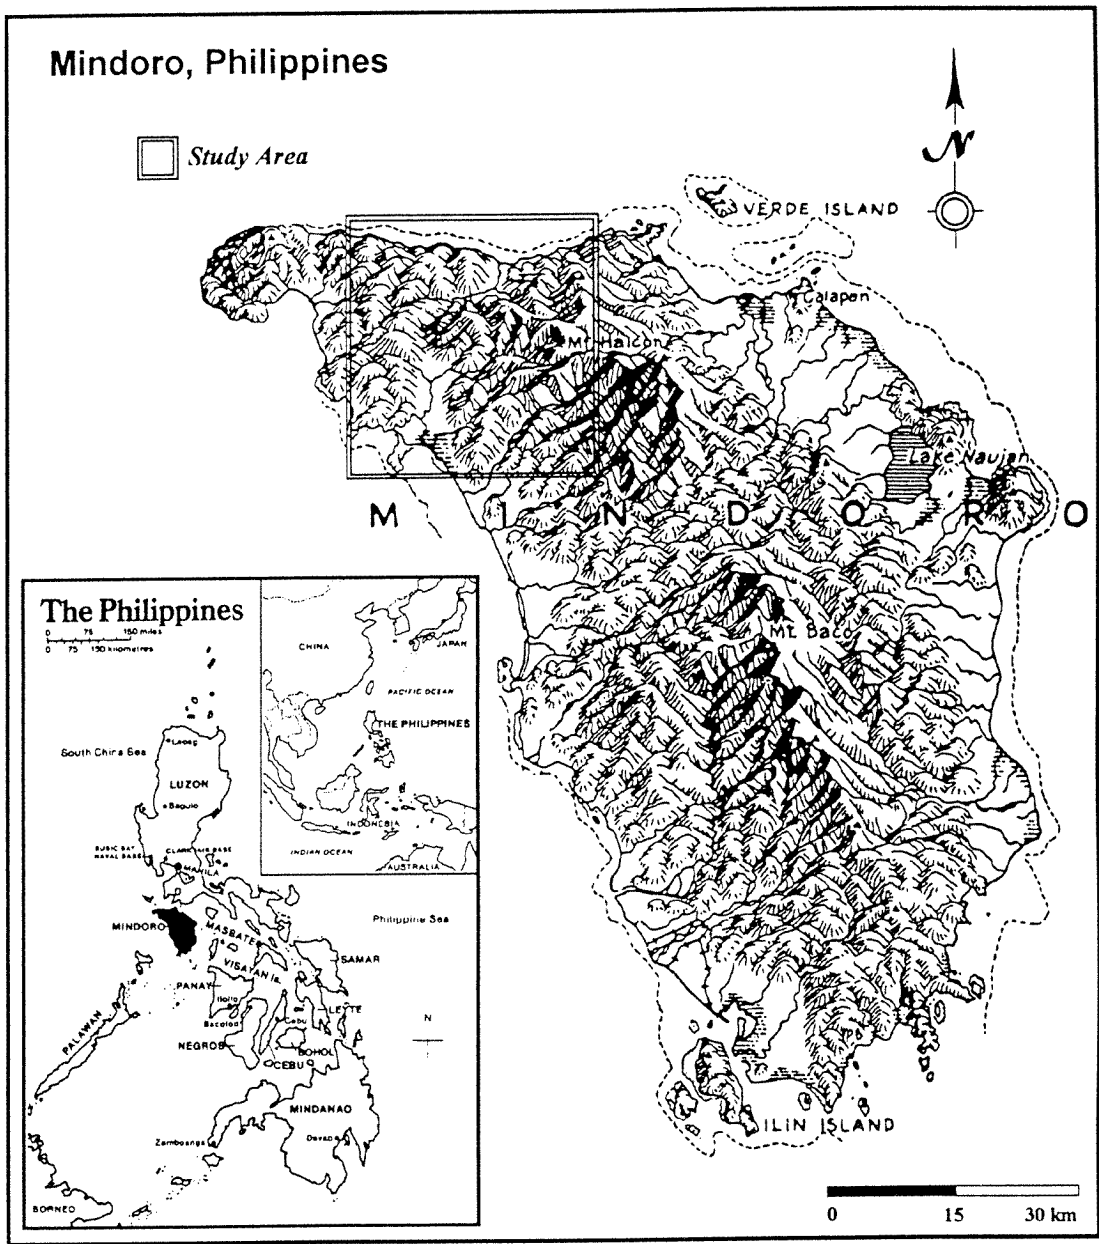 Mindoro, Philippines
Study Area
N
VERDE ISLAND
Calapan
Mt. Halcon
Lake Naujan
M I N D O R O
Mt. Baco
ILIN ISLAND
0 15 30 km
The Philippines
0 75 150 miles
0 75 150 kilometres
CHINA
JAPAN
PACIFIC OCEAN
THE PHILIPPINES
INDONESIA
INDIAN OCEAN
AUSTRALIA
South China Sea
Laoag
LUZON
Baguio
SUBIC BAY
NAVAL BASE
CLARK AIR BASE
MANILA
MINDORO
MASBATE
Philippine Sea
VISAYAN Is.
SAMAR
PANAY
Iloilo
Bacolod
Cebu
LEYTE
NEGROS
BOHOL
CEBU
N
PALAWAN
MINDANAO
Zamboanga
Davao
BORNEO